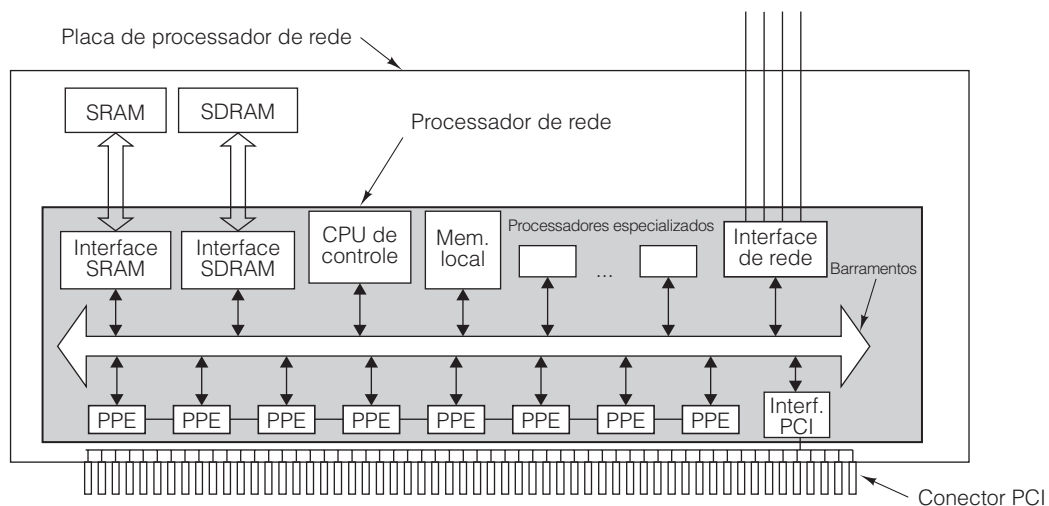 Placa de processador de rede
SRAM
SDRAM
Processador de rede
Interface
SRAM
Interface
SDRAM
CPU de
controle
Mem.
local
Processadores especializados
...
Interface
de rede
Barramentos
PPE
PPE
PPE
PPE
PPE
PPE
PPE
PPE
Interf.
PCI
Conector PCI